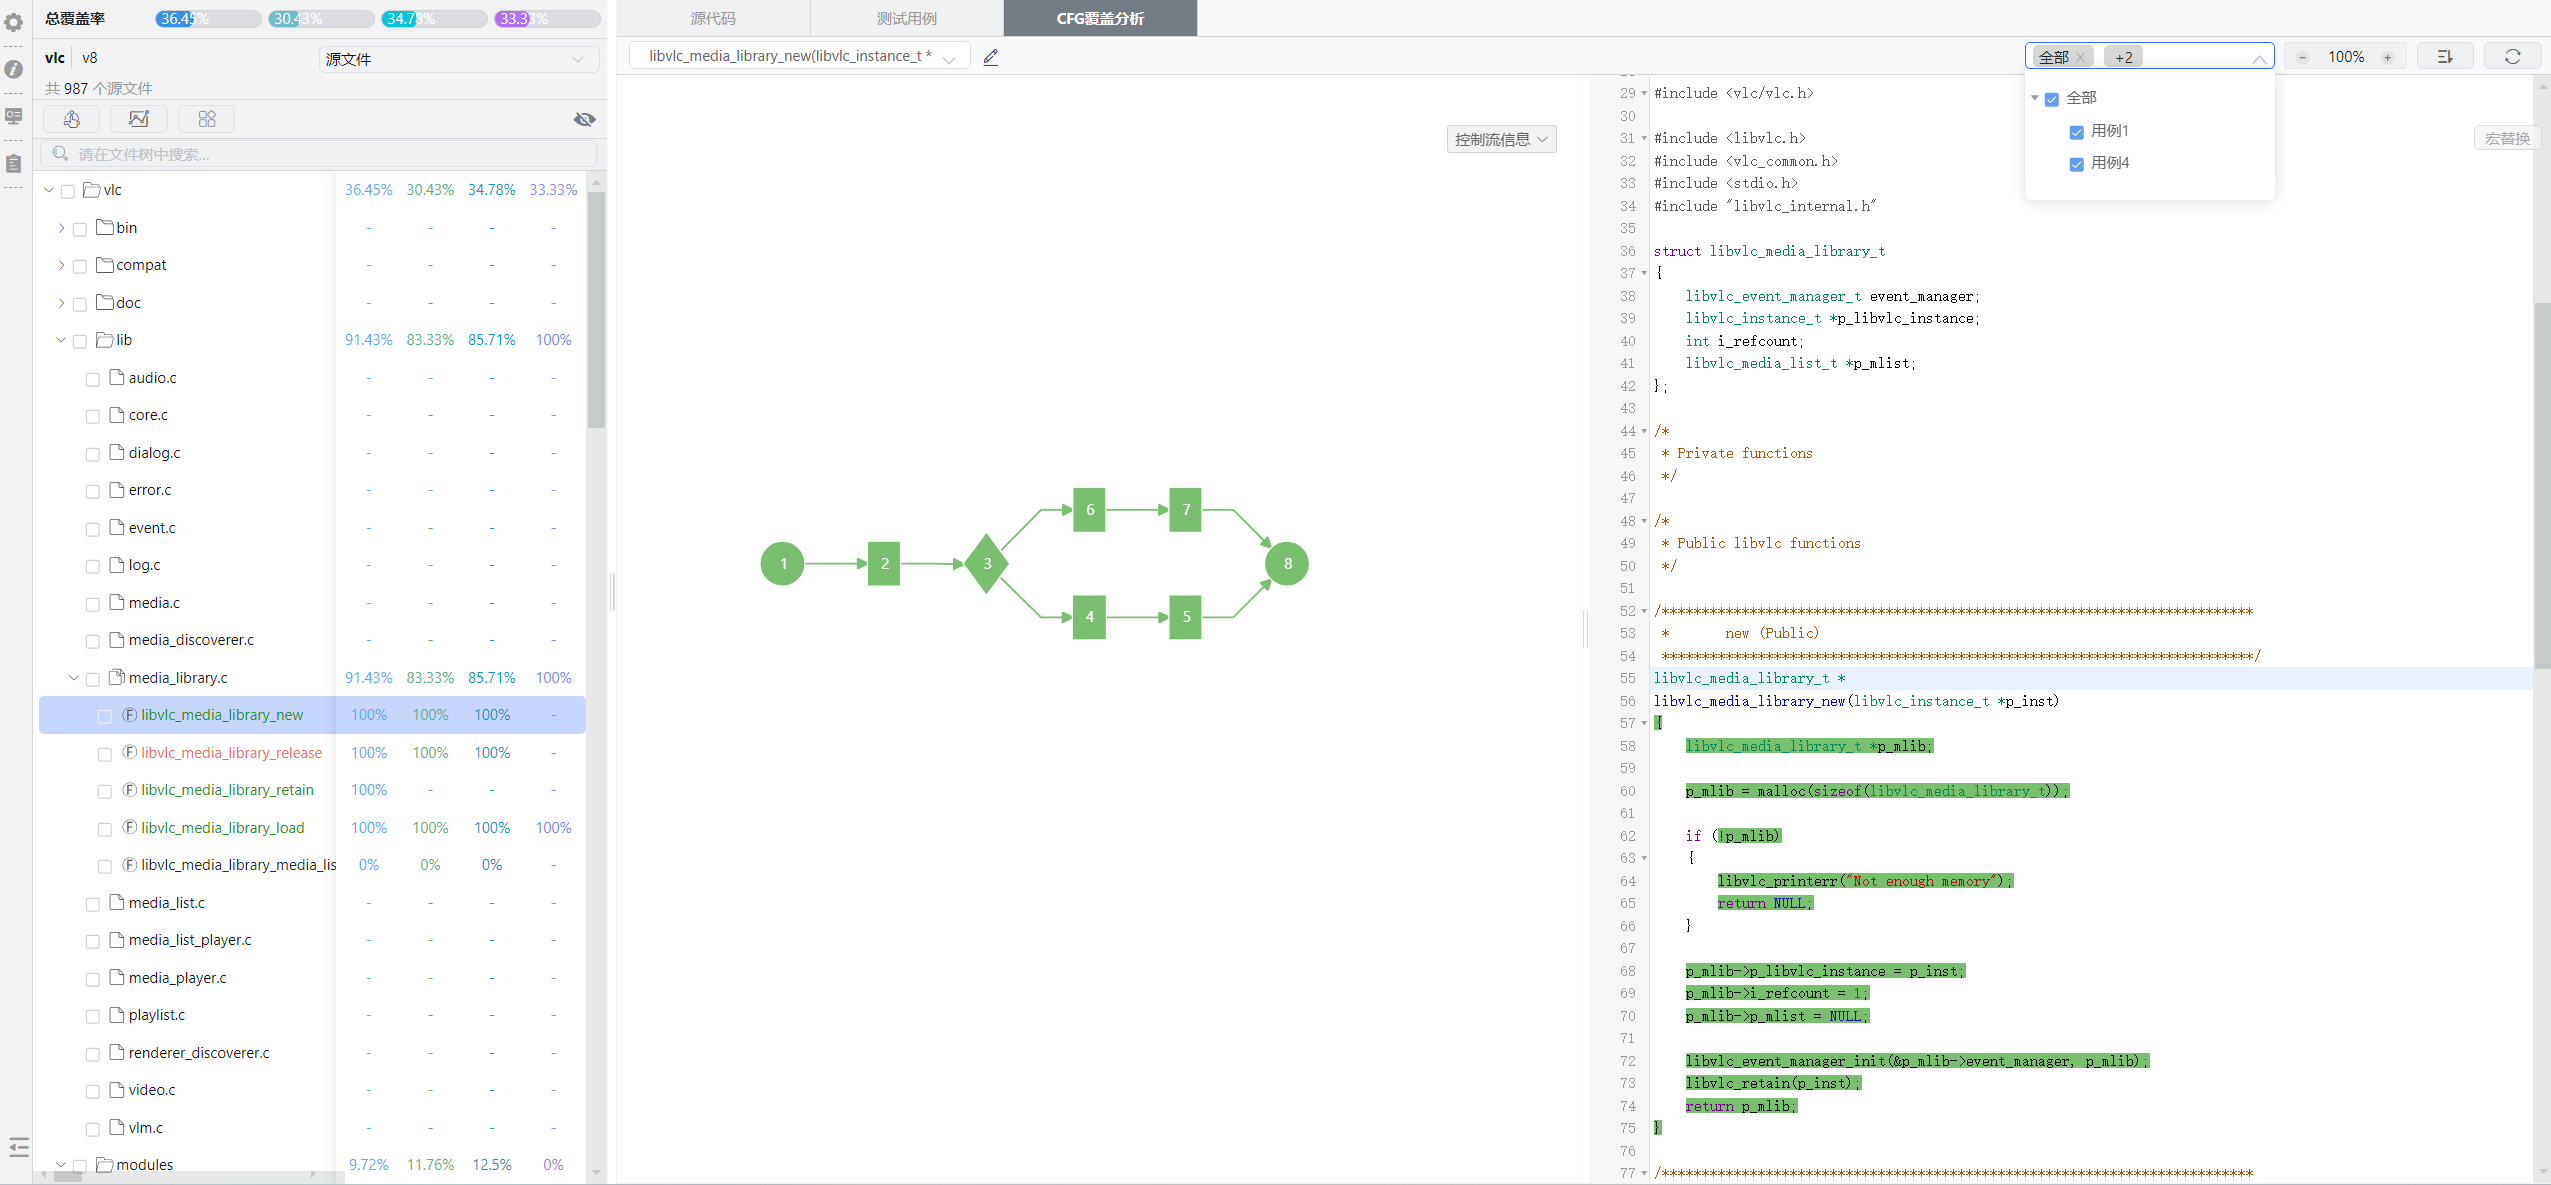 总覆盖率 36.45% 30.43% 34.78% 33.33%
vlc v8 源文件
共 987 个源文件
请在文件树中搜索...
vlc 36.45% 30.43% 34.78% 33.33%
bin - - - -
compat - - - -
doc - - - -
lib 91.43% 83.33% 85.71% 100%
audio.c - - - -
core.c - - - -
dialog.c - - - -
error.c - - - -
event.c - - - -
log.c - - - -
media.c - - - -
media_discoverer.c - - - -
media_library.c 91.43% 83.33% 85.71% 100%
F libvlc_media_library_new 100% 100% 100% -
F libvlc_media_library_release 100% 100% 100% -
F libvlc_media_library_retain 100% - - -
F libvlc_media_library_load 100% 100% 100% 100%
F libvlc_media_library_media_lis 0% 0% 0% -
media_list.c - - - -
media_list_player.c - - - -
media_player.c - - - -
playlist.c - - - -
renderer_discoverer.c - - - -
video.c - - - -
vlm.c - - - -
modules 9.72% 11.76% 12.5% 0%
源代码 测试用例 CFG覆盖分析
libvlc_media_library_new(libvlc_instance_t *
全部 +2 100%
全部
用例1
用例4
宏替换
控制流信息
1 2 3 6 7 4 5 8
29 #include <vlc/vlc.h>
30
31 #include <libvlc.h>
32 #include <vlc_common.h>
33 #include <stdio.h>
34 #include "libvlc_internal.h"
35
36 struct libvlc_media_library_t
37 {
38 libvlc_event_manager_t event_manager;
39 libvlc_instance_t *p_libvlc_instance;
40 int i_refcount;
41 libvlc_media_list_t *p_mlist;
42 };
43
44 /*
45 * Private functions
46 */
47
48 /*
49 * Public libvlc functions
50 */
51
52 /**************************************************************************
53 * new (Public)
54 **************************************************************************/
55 libvlc_media_library_t *
56 libvlc_media_library_new(libvlc_instance_t *p_inst)
57 {
58 libvlc_media_library_t *p_mlib;
59
60 p_mlib = malloc(sizeof(libvlc_media_library_t));
61
62 if (!p_mlib)
63 {
64 libvlc_printerr("Not enough memory");
65 return NULL;
66 }
67
68 p_mlib->p_libvlc_instance = p_inst;
69 p_mlib->i_refcount = 1;
70 p_mlib->p_mlist = NULL;
71
72 libvlc_event_manager_init(&p_mlib->event_manager, p_mlib);
73 libvlc_retain(p_inst);
74 return p_mlib;
75 }
76
77 /**************************************************************************